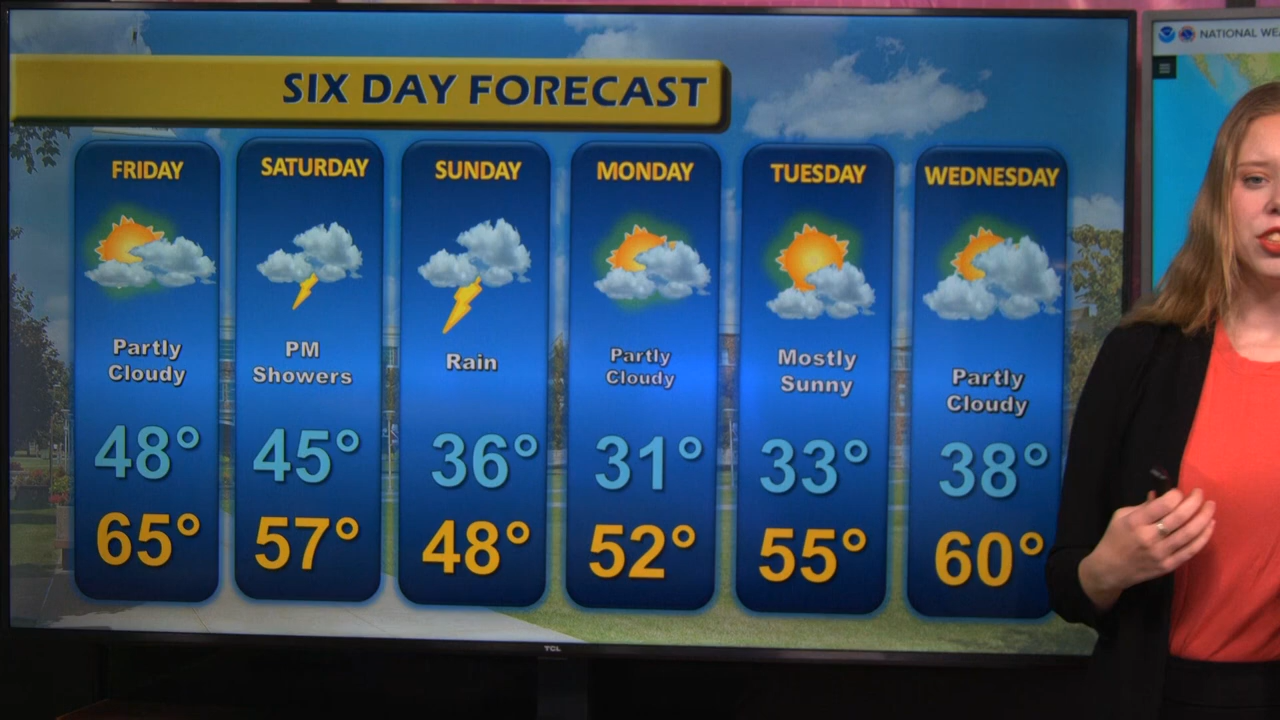 SIX DAY FORECAST
NATIONAL WEA
FRIDAY
Partly
Cloudy
48°
65°
SATURDAY
PM
Showers
45°
57°
SUNDAY
Rain
36°
48°
MONDAY
Partly
Cloudy
31°
52°
TUESDAY
Mostly
Sunny
33°
55°
WEDNESDAY
Partly
Cloudy
38°
60°
TCL